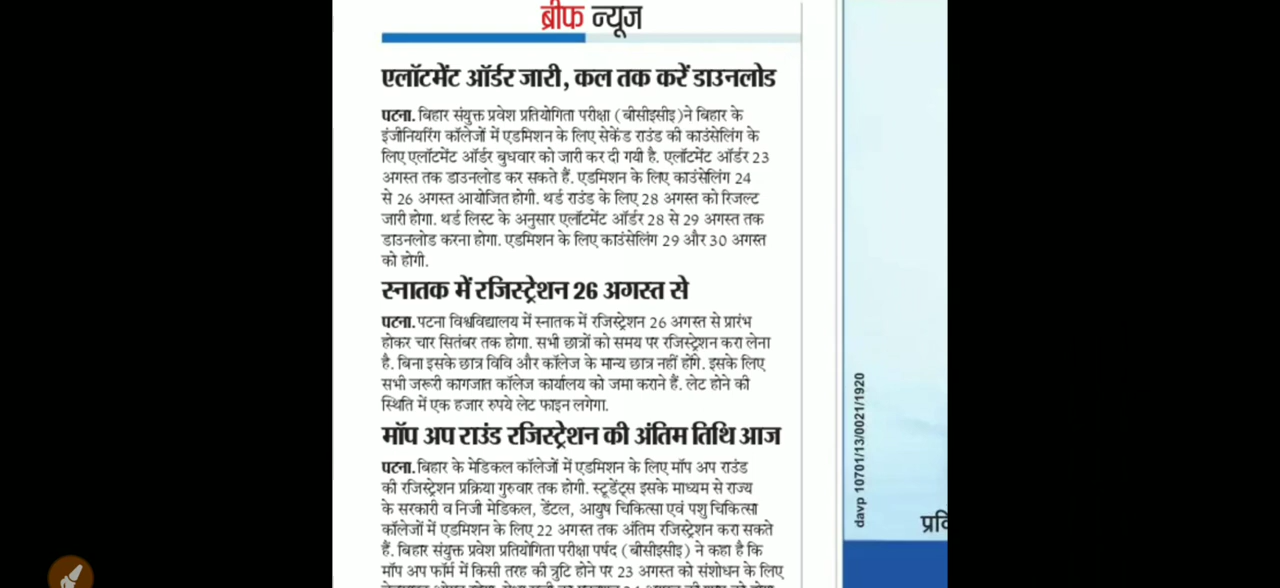 ब्रीफ न्यूज
एलॉटमेंट ऑर्डर जारी, कल तक करें डाउनलोड
पटना. बिहार संयुक्त प्रवेश प्रतियोगिता परीक्षा (बीसीइसीइ)ने बिहार के
इंजीनियरिंग कॉलेजों में एडमिशन के लिए सेकेंड राउंड की काउंसेलिंग के
लिए एलॉटमेंट ऑर्डर बुधवार को जारी कर दी गयी है. एलॉटमेंट ऑर्डर 23
अगस्त तक डाउनलोड कर सकते हैं. एडमिशन के लिए काउंसेलिंग 24
से 26 अगस्त आयोजित होगी. थर्ड राउंड के लिए 28 अगस्त को रिजल्ट
जारी होगा. थर्ड लिस्ट के अनुसार एलॉटमेंट ऑर्डर 28 से 29 अगस्त तक
डाउनलोड करना होगा. एडमिशन के लिए काउंसेलिंग 29 और 30 अगस्त
को होगी.
स्नातक में रजिस्ट्रेशन 26 अगस्त से
पटना. पटना विश्वविद्यालय में स्नातक में रजिस्ट्रेशन 26 अगस्त से प्रारंभ
होकर चार सितंबर तक होगा. सभी छात्रों को समय पर रजिस्ट्रेशन करा लेना
है. बिना इसके छात्र विवि और कॉलेज के मान्य छात्र नहीं होंगे. इसके लिए
सभी जरूरी कागजात कॉलेज कार्यालय को जमा कराने हैं. लेट होने की
स्थिति में एक हजार रुपये लेट फाइन लगेगा.
मॉप अप राउंड रजिस्ट्रेशन की अंतिम तिथि आज
पटना. बिहार के मेडिकल कॉलेजों में एडमिशन के लिए मॉप अप राउंड
की रजिस्ट्रेशन प्रक्रिया गुरुवार तक होगी. स्टूडेंट्स इसके माध्यम से राज्य
के सरकारी व निजी मेडिकल, डेंटल, आयुष चिकित्सा एवं पशु चिकित्सा
कॉलेजों में एडमिशन के लिए 22 अगस्त तक अंतिम रजिस्ट्रेशन करा सकते
हैं. बिहार संयुक्त प्रवेश प्रतियोगिता परीक्षा पर्षद (बीसीइसीइ) ने कहा है कि
मॉप अप फॉर्म में किसी तरह की त्रुटि होने पर 23 अगस्त को संशोधन के लिए
davp 10701/13/0021/1920